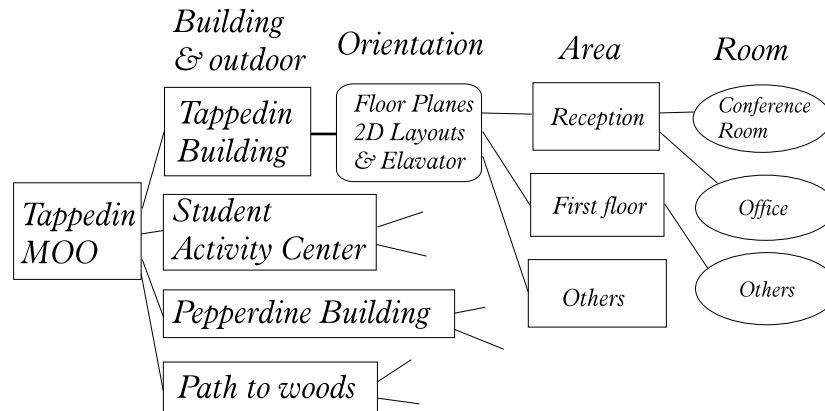 Building
& outdoor
Orientation
Area
Room
Tappedin
MOO
Tappedin
Building
Floor Planes
2D Layouts
& Elavator
Reception
Conference
Room
Student
Activity Center
First floor
Office
Pepperdine Building
Others
Others
Path to woods